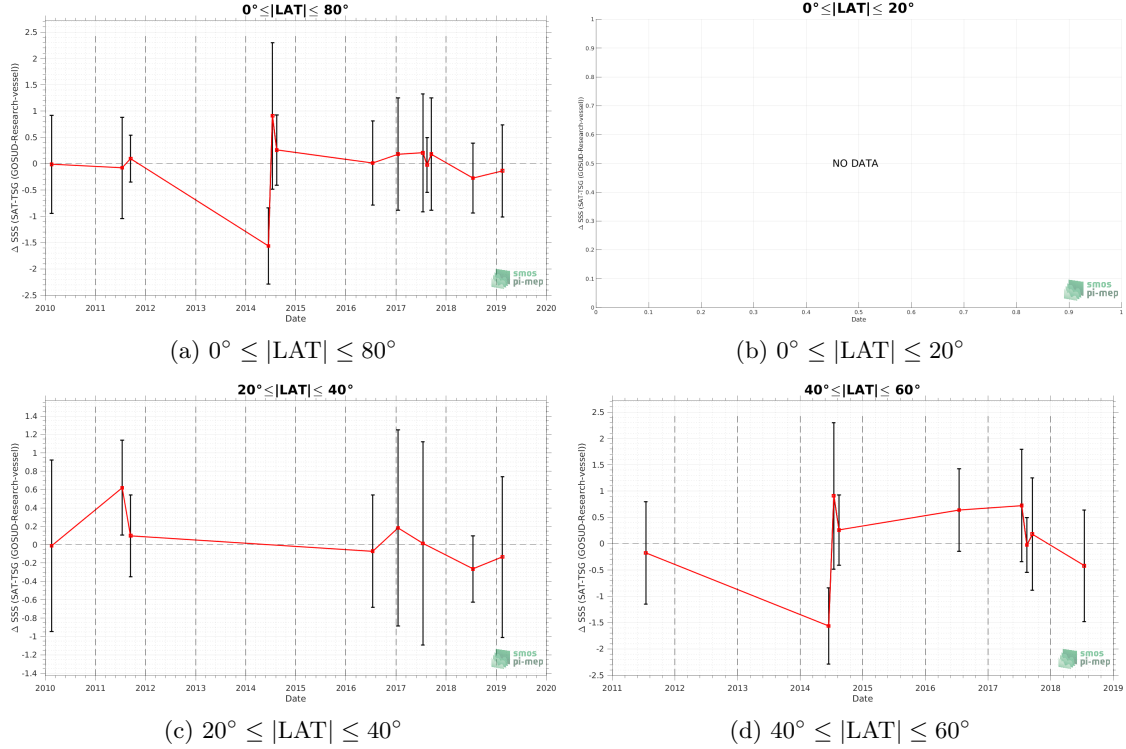 0°≤|LAT|≤ 80°
Δ SSS (SAT-TSG (GOSUD-Research-vessel))
2.5
2
1.5
1
0.5
0
-0.5
-1
-1.5
-2
-2.5
2010 2011 2012 2013 2014 2015 2016 2017 2018 2019 2020
Date
smos
pi-mep
(a) 0° ≤ |LAT| ≤ 80°
0°≤|LAT|≤ 20°
Δ SSS (SAT-TSG (GOSUD-Research-vessel))
1
0.9
0.8
0.7
0.6
0.5
0.4
0.3
0.2
0.1
0
NO DATA
0 0.1 0.2 0.3 0.4 0.5 0.6 0.7 0.8 0.9 1
Date
smos
pi-mep
(b) 0° ≤ |LAT| ≤ 20°
20°≤|LAT|≤ 40°
Δ SSS (SAT-TSG (GOSUD-Research-vessel))
1.4
1.2
1
0.8
0.6
0.4
0.2
0
-0.2
-0.4
-0.6
-0.8
-1
-1.2
-1.4
2010 2011 2012 2013 2014 2015 2016 2017 2018 2019 2020
Date
smos
pi-mep
(c) 20° ≤ |LAT| ≤ 40°
40°≤|LAT|≤ 60°
Δ SSS (SAT-TSG (GOSUD-Research-vessel))
2.5
2
1.5
1
0.5
0
-0.5
-1
-1.5
-2
-2.5
2011 2012 2013 2014 2015 2016 2017 2018 2019
Date
smos
pi-mep
(d) 40° ≤ |LAT| ≤ 60°